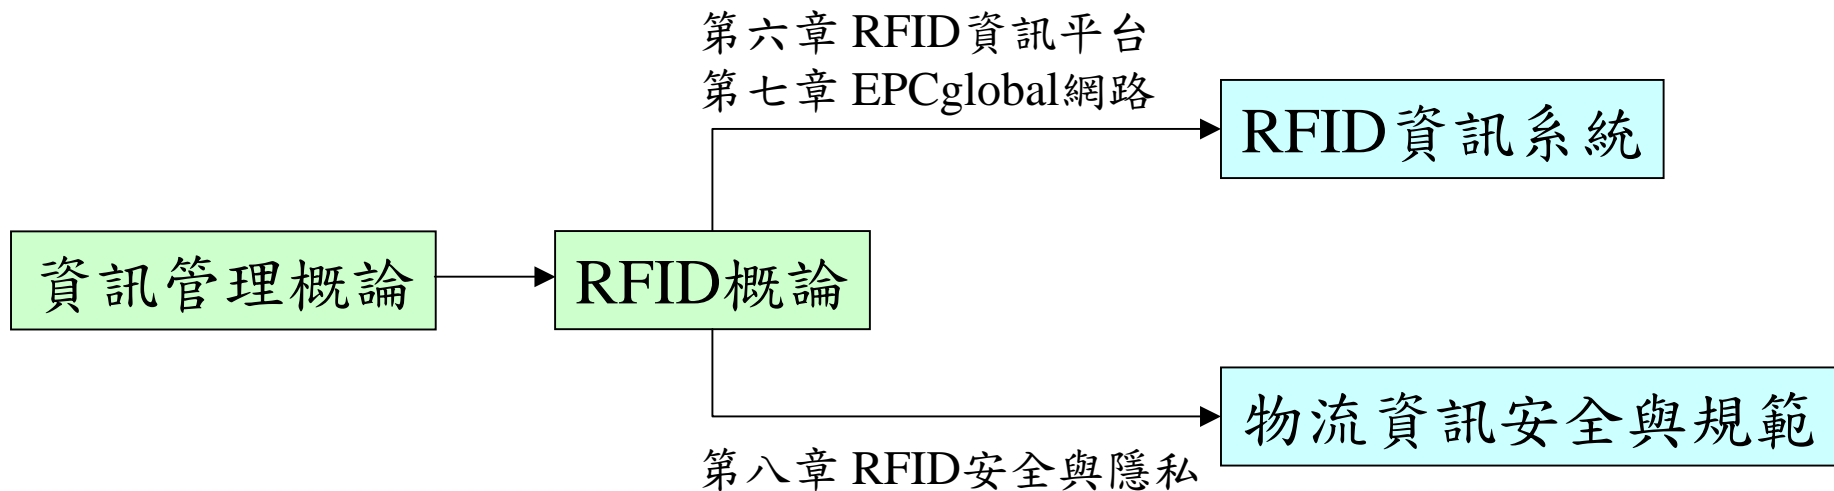 第六章 RFID資訊平台
第七章 EPCglobal網路
RFID資訊系統
資訊管理概論
RFID概論
物流資訊安全與規範
第八章 RFID安全與隱私